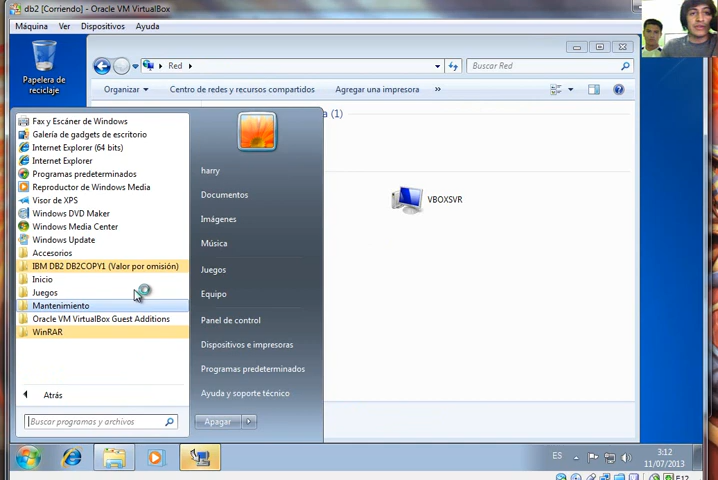 db2 [Corriendo] - Oracle VM VirtualBox
Máquina Ver Dispositivos Ayuda
Papelera de
reciclaje
Red
Buscar Red
Organizar Centro de redes y recursos compartidos Agregar una impresora »
a (1)
VBOXSVR
Fax y Escáner de Windows
Galería de gadgets de escritorio
Internet Explorer (64 bits)
Internet Explorer
Programas predeterminados
Reproductor de Windows Media
Visor de XPS
Windows DVD Maker
Windows Media Center
Windows Update
Accesorios
IBM DB2 DB2COPY1 (Valor por omisión)
Inicio
Juegos
Mantenimiento
Oracle VM VirtualBox Guest Additions
WinRAR
Atrás
Buscar programas y archivos
harry
Documentos
Imágenes
Música
Juegos
Equipo
Panel de control
Dispositivos e impresoras
Programas predeterminados
Ayuda y soporte técnico
Apagar
ES
3:12
11/07/2013